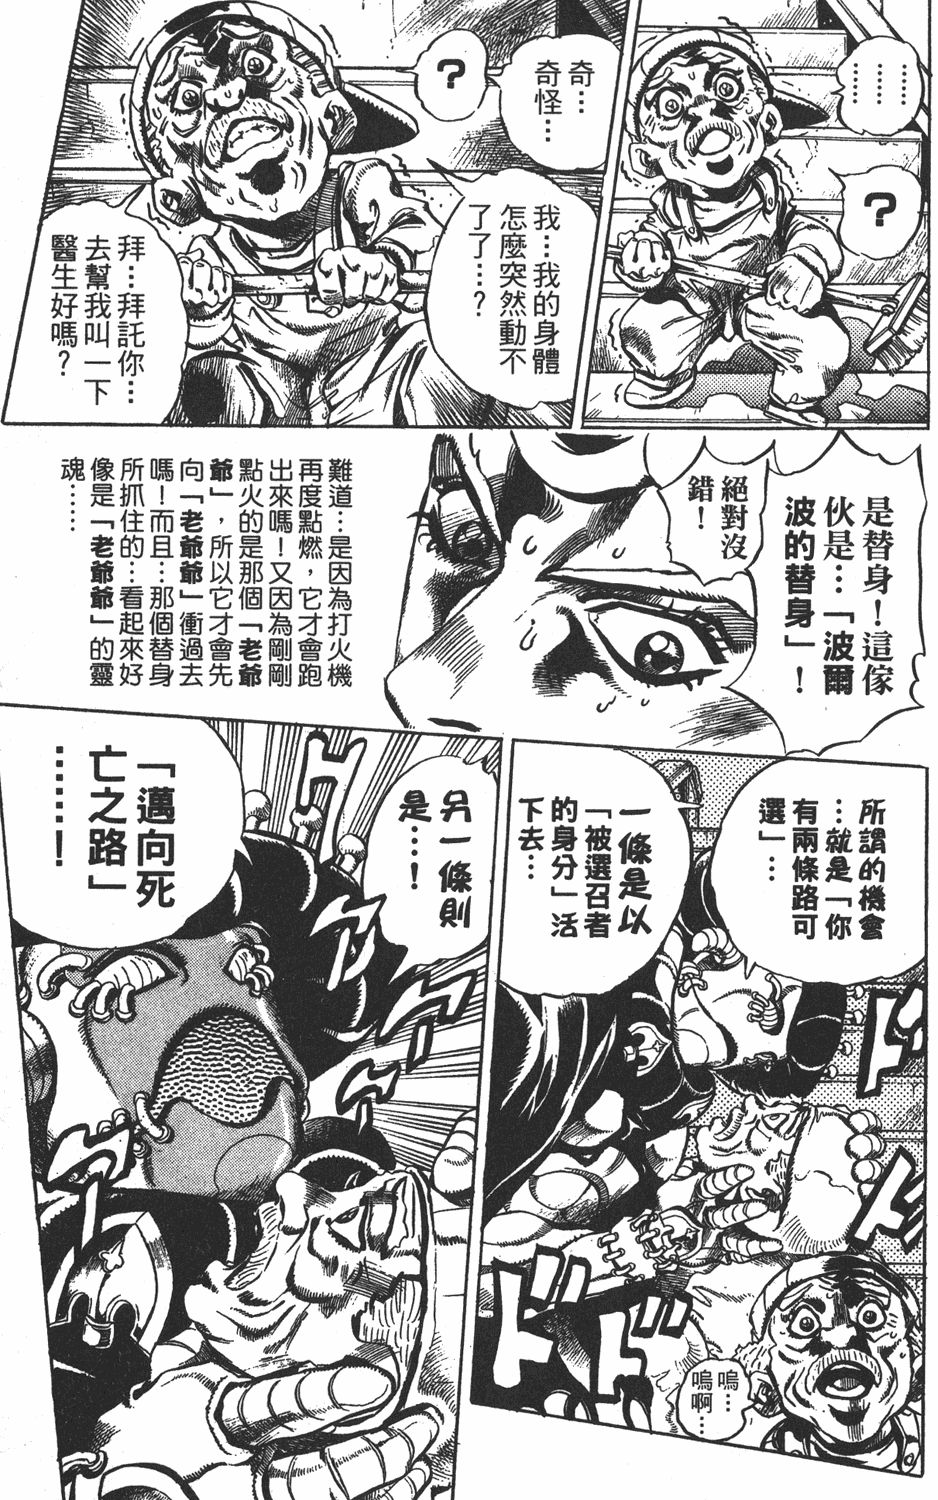 …………
？
奇…
奇怪…
？
我…我的身體
怎麼突然動不
了了…？
拜…拜託你…
去幫我叫一下
醫生好嗎？
是替身！這傢
伙是…「波爾
波的替身」！
絕對沒
錯！
難道…是因為打火機
再度點燃，它才會跑
出來嗎！又因為剛剛
點火的是那個「老爺
爺」，所以它才會先
向「老爺爺」衝過去
嗎！而且…那個替身
所抓住的…看起來好
像是「老爺爺」的靈
魂……
所謂的機會
…就是「你
有兩條路可
選」…
一條是以
「被選召者
的身分」活
下去…
ドド
ドド
嗚…
嗚啊…
另一條則
是…！
「邁向死
亡之路」
……！